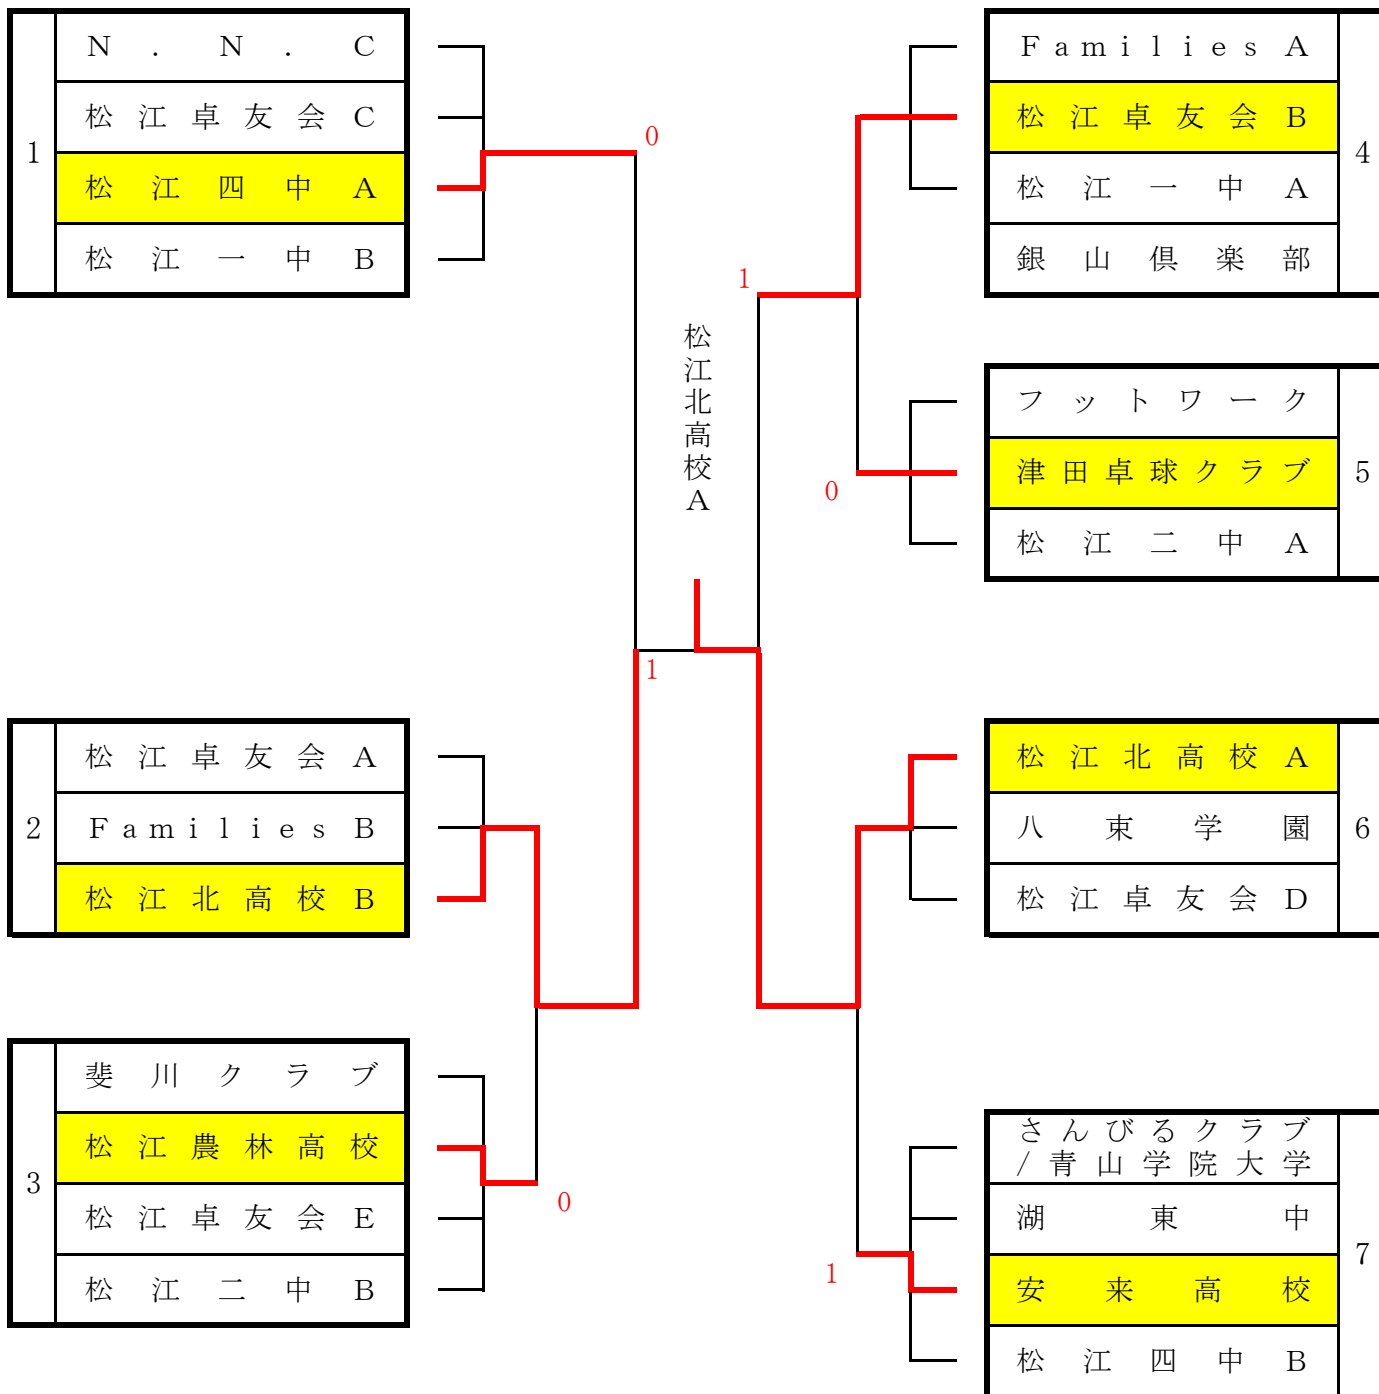 1
N.N.C
松江卓友会C
松江四中A
松江一中B
0
2
松江卓友会A
Families B
松江北高校B
1
3
斐川クラブ
松江農林高校
松江卓友会E
松江二中B
0
松江北高校A
4
Families A
松江卓友会B
松江一中A
銀山倶楽部
1
5
フットワーク
津田卓球クラブ
松江二中A
0
6
松江北高校A
八東学園
松江卓友会D
7
さんびるクラブ
/青山学院大学
湖東中
安来高校
松江四中B
1